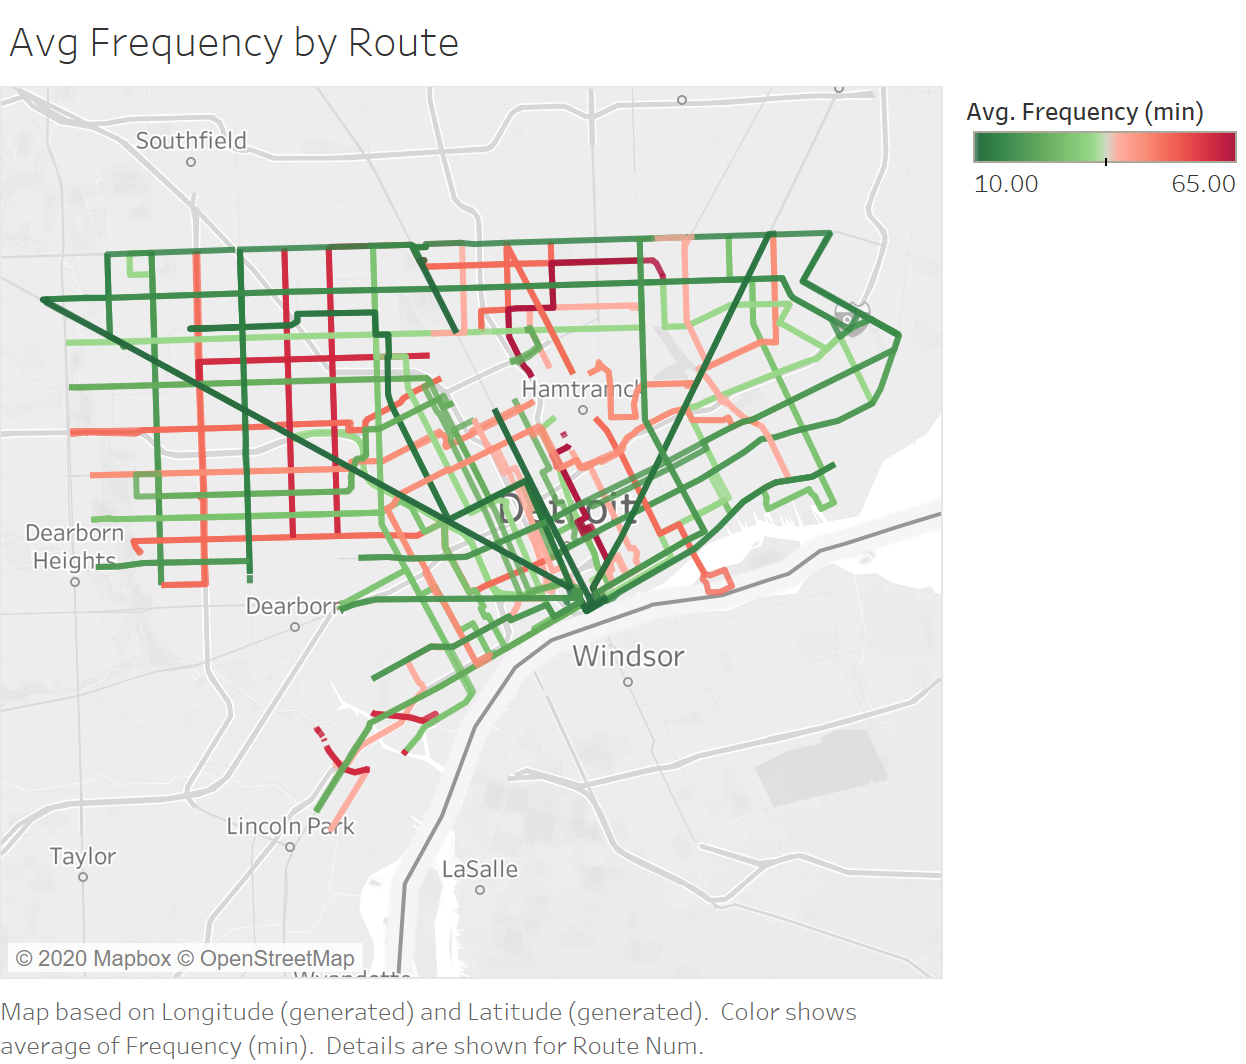 Avg Frequency by Route
Avg. Frequency (min)
10.00 65.00
Southfield
Hamtramck
Detroit
Dearborn
Heights
Dearborn
Windsor
Lincoln Park
Taylor
LaSalle
Wyandotte
© 2020 Mapbox © OpenStreetMap
Map based on Longitude (generated) and Latitude (generated).  Color shows
average of Frequency (min).  Details are shown for Route Num.